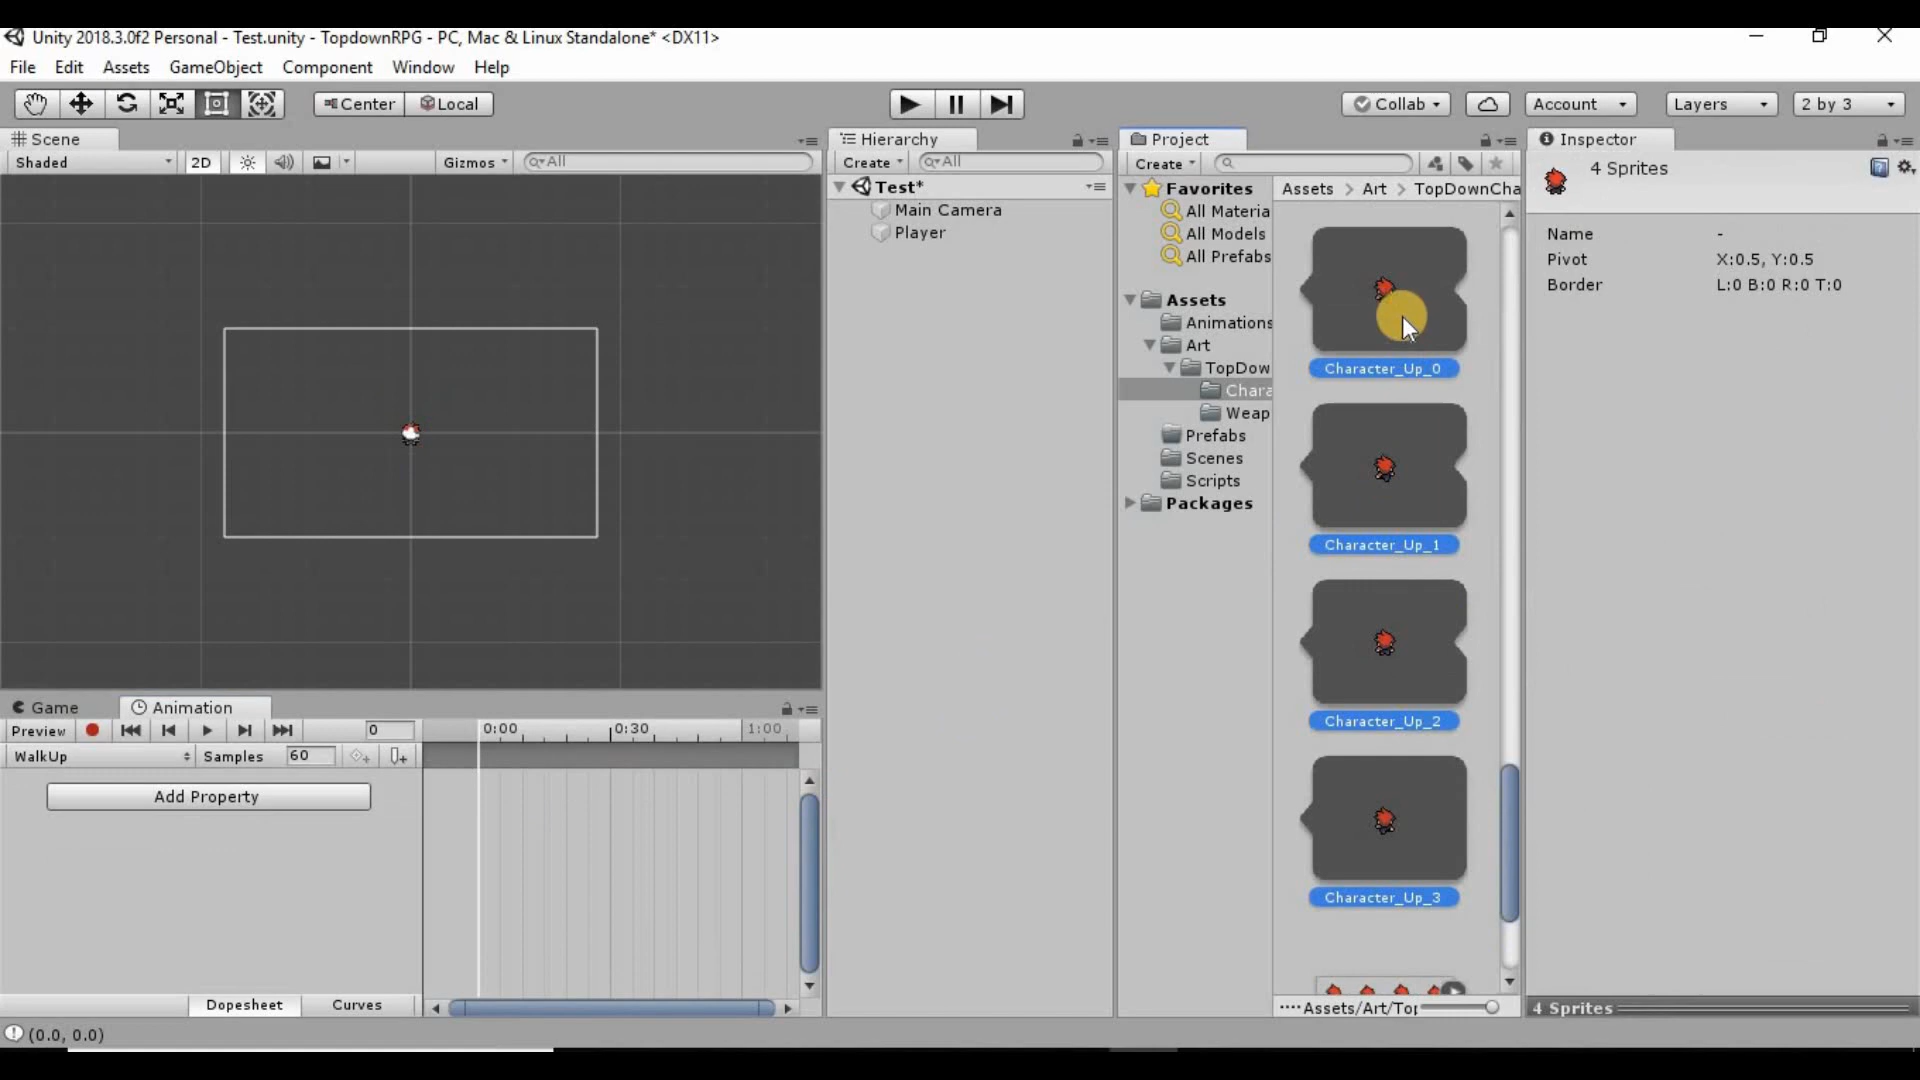 Unity 2018.3.0f2 Personal - Test.unity - TopdownRPG - PC, Mac & Linux Standalone* <DX11>
File Edit Assets GameObject Component Window Help
Center Local Collab Account Layers 2 by 3
Scene
Shaded 2D Gizmos All
Hierarchy
Create All
Test*
Main Camera
Player
Project
Create
Favorites
All Materia
All Models
All Prefabs
Assets
Animations
Art
TopDow
Chara
Weap
Prefabs
Scenes
Scripts
Packages
Assets > Art > TopDownCha
Character_Up_0
Character_Up_1
Character_Up_2
Character_Up_3
Assets/Art/Top
Inspector
4 Sprites
Name -
Pivot X:0.5, Y:0.5
Border L:0 B:0 R:0 T:0
4 Sprites
Game Animation
Preview 0 0:00 0:30 1:00
WalkUp Samples 60
Add Property
Dopesheet Curves
(0.0, 0.0)